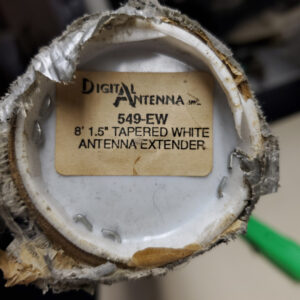 DIGITAL
ANTENNA INC.
549-EW
8' 1.5" TAPERED WHITE
ANTENNA EXTENDER